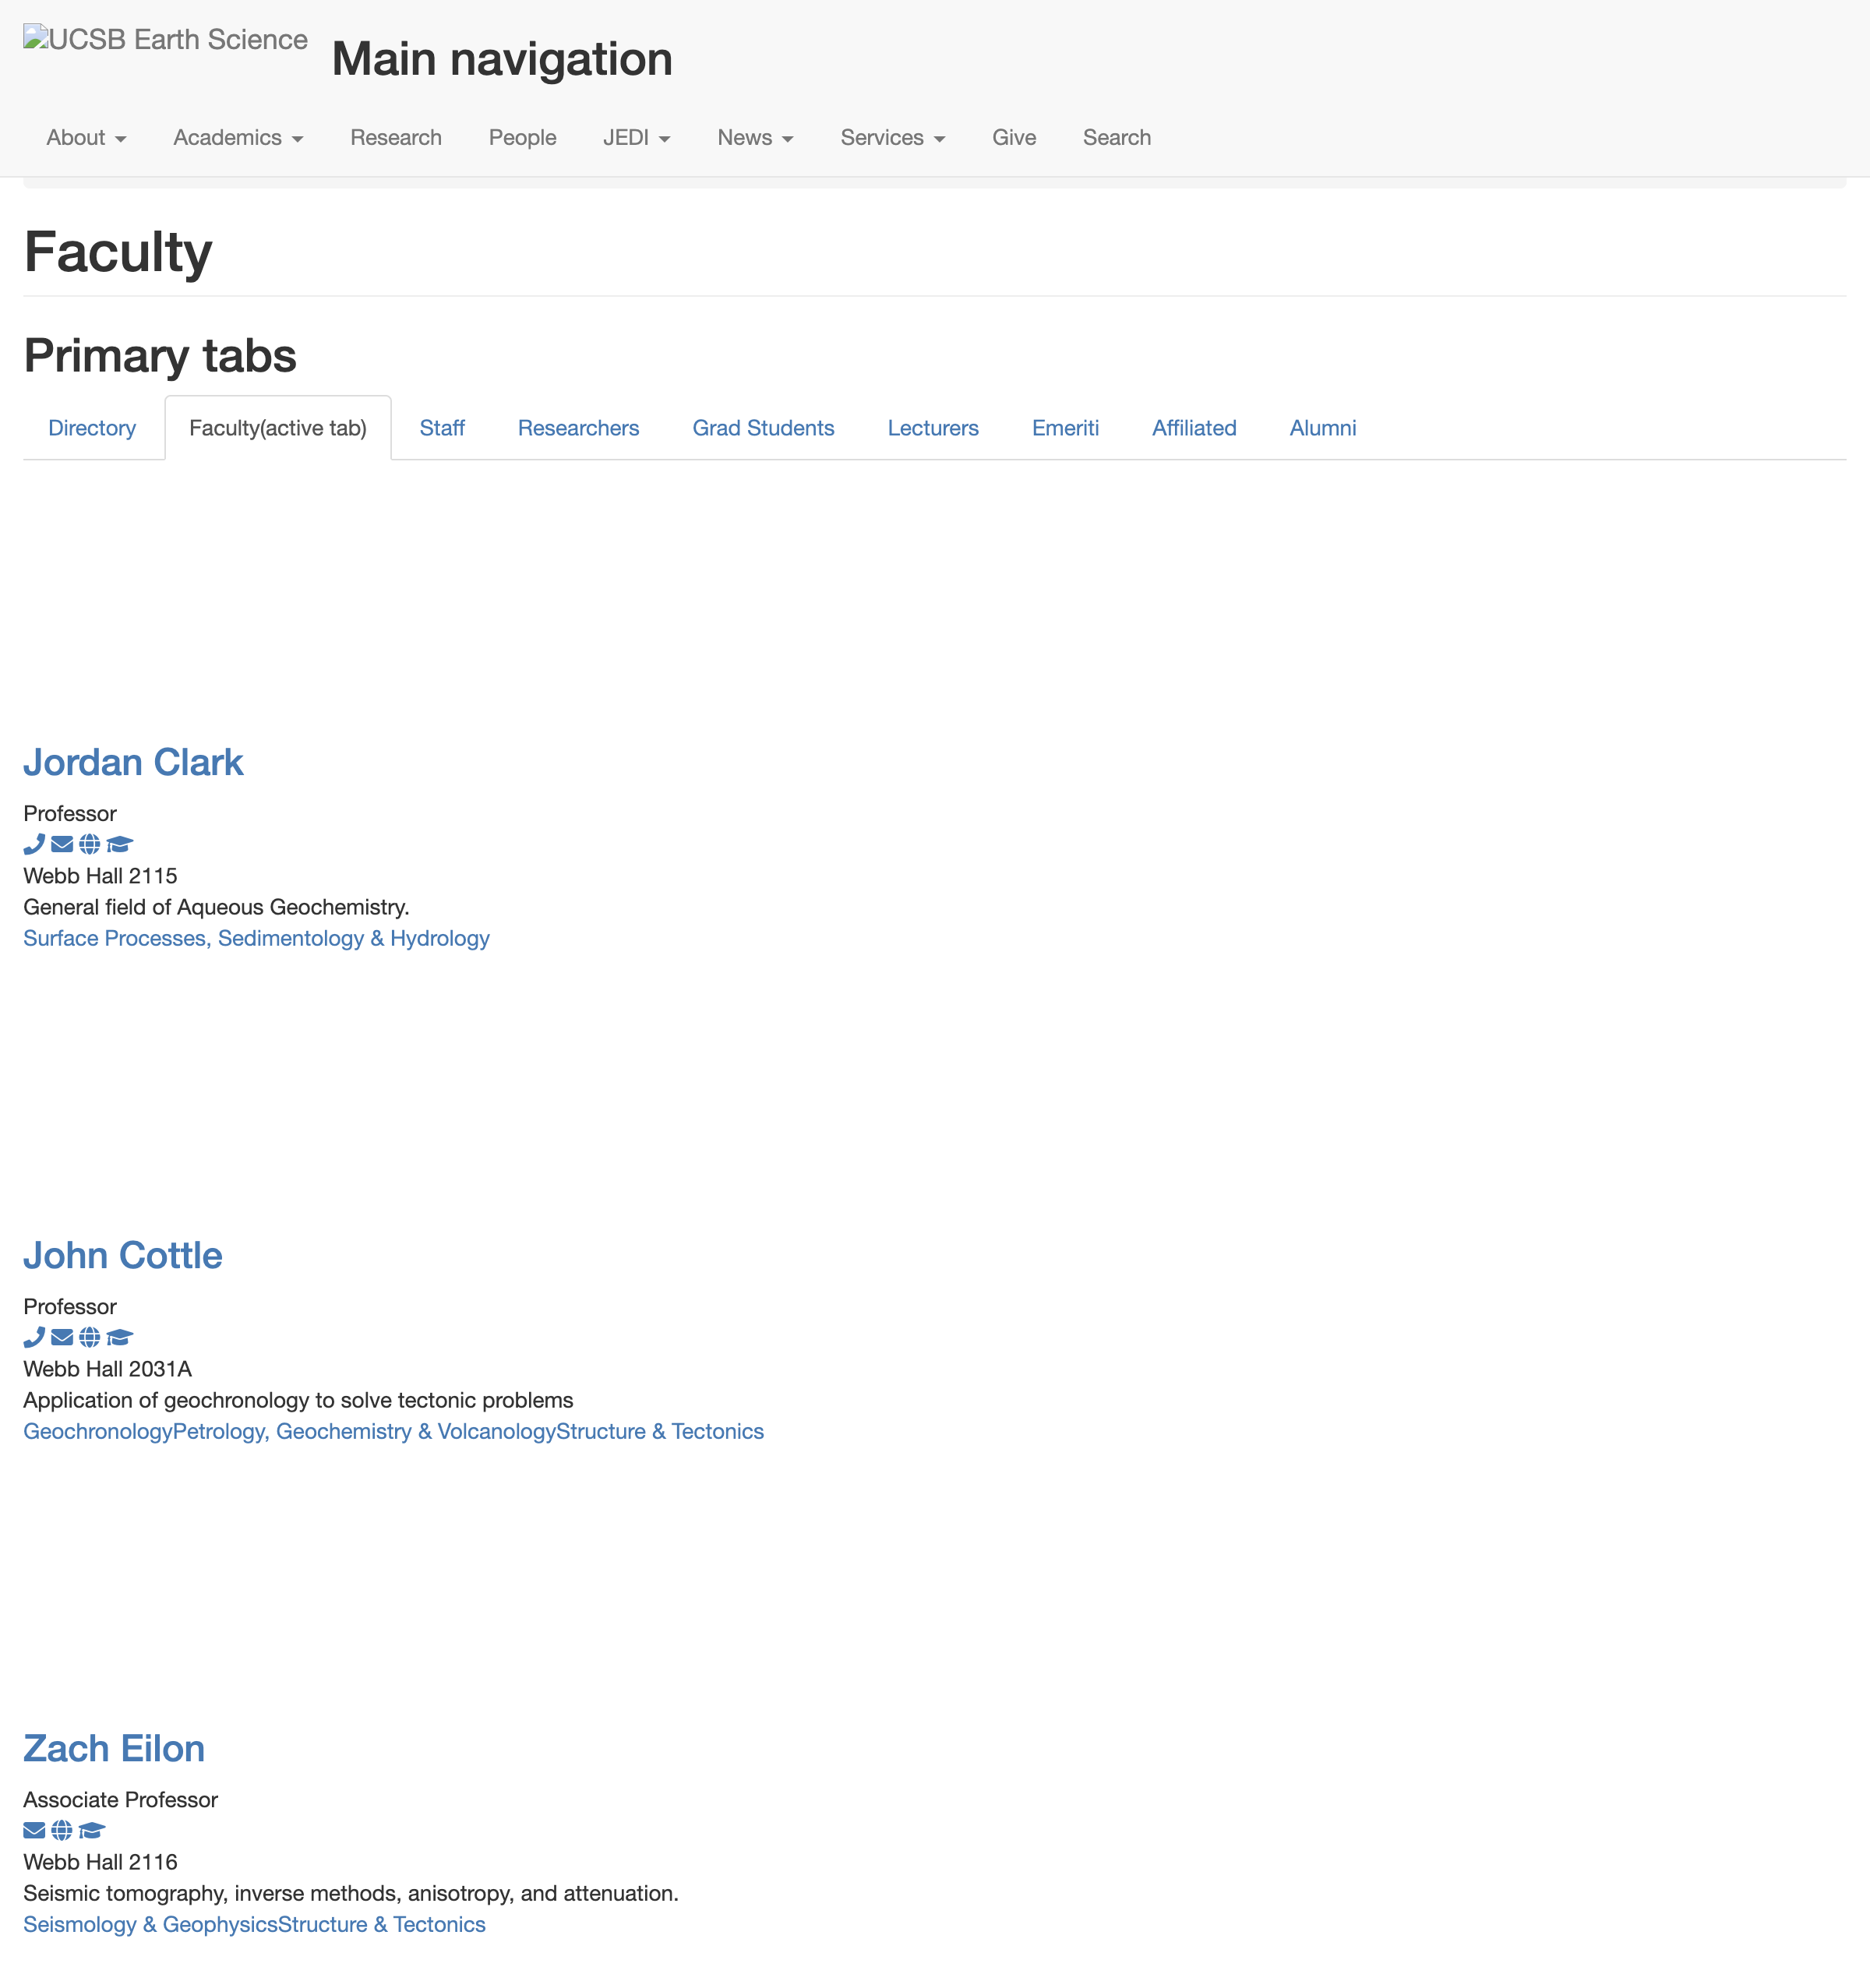 UCSB Earth Science
Main navigation
About
Academics
Research
People
JEDI
News
Services
Give
Search
Faculty
Primary tabs
Directory
Faculty(active tab)
Staff
Researchers
Grad Students
Lecturers
Emeriti
Affiliated
Alumni
Jordan Clark
Professor
Webb Hall 2115
General field of Aqueous Geochemistry.
Surface Processes, Sedimentology & Hydrology
John Cottle
Professor
Webb Hall 2031A
Application of geochronology to solve tectonic problems
GeochronologyPetrology, Geochemistry & VolcanologyStructure & Tectonics
Zach Eilon
Associate Professor
Webb Hall 2116
Seismic tomography, inverse methods, anisotropy, and attenuation.
Seismology & GeophysicsStructure & Tectonics